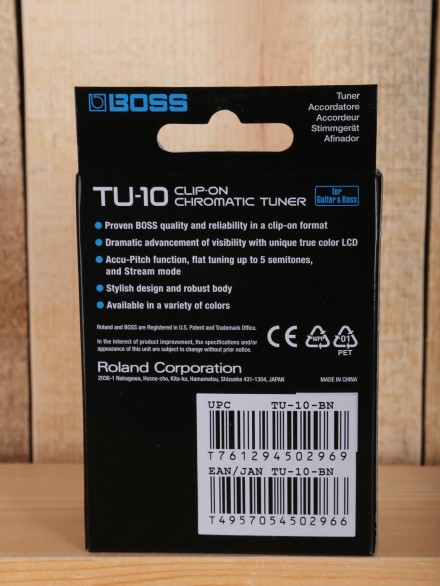 BOSS
Tuner
Accordatore
Accordeur
Stimmgerät
Afinador
TU-10 CLIP-ON CHROMATIC TUNER
for Guitar & Bass
Proven BOSS quality and reliability in a clip-on format
Dramatic advancement of visibility with unique true color LCD
Accu-Pitch function, flat tuning up to 5 semitones,
and Stream mode
Stylish design and robust body
Available in a variety of colors
Roland and BOSS are Registered in U.S. Patent and Trademark Office.
In the interest of product improvement, the specifications and/or
appearance of this unit are subject to change without prior notice.
CE
WPP
01
PET
Roland Corporation
2036-1 Nakagawa, Hosoe-cho, Kita-ku, Hamamatsu, Shizuoka 431-1304, JAPAN
MADE IN CHINA
UPC TU-10-BN
T761294502969
EAN/JAN TU-10-BN
T4957054502966